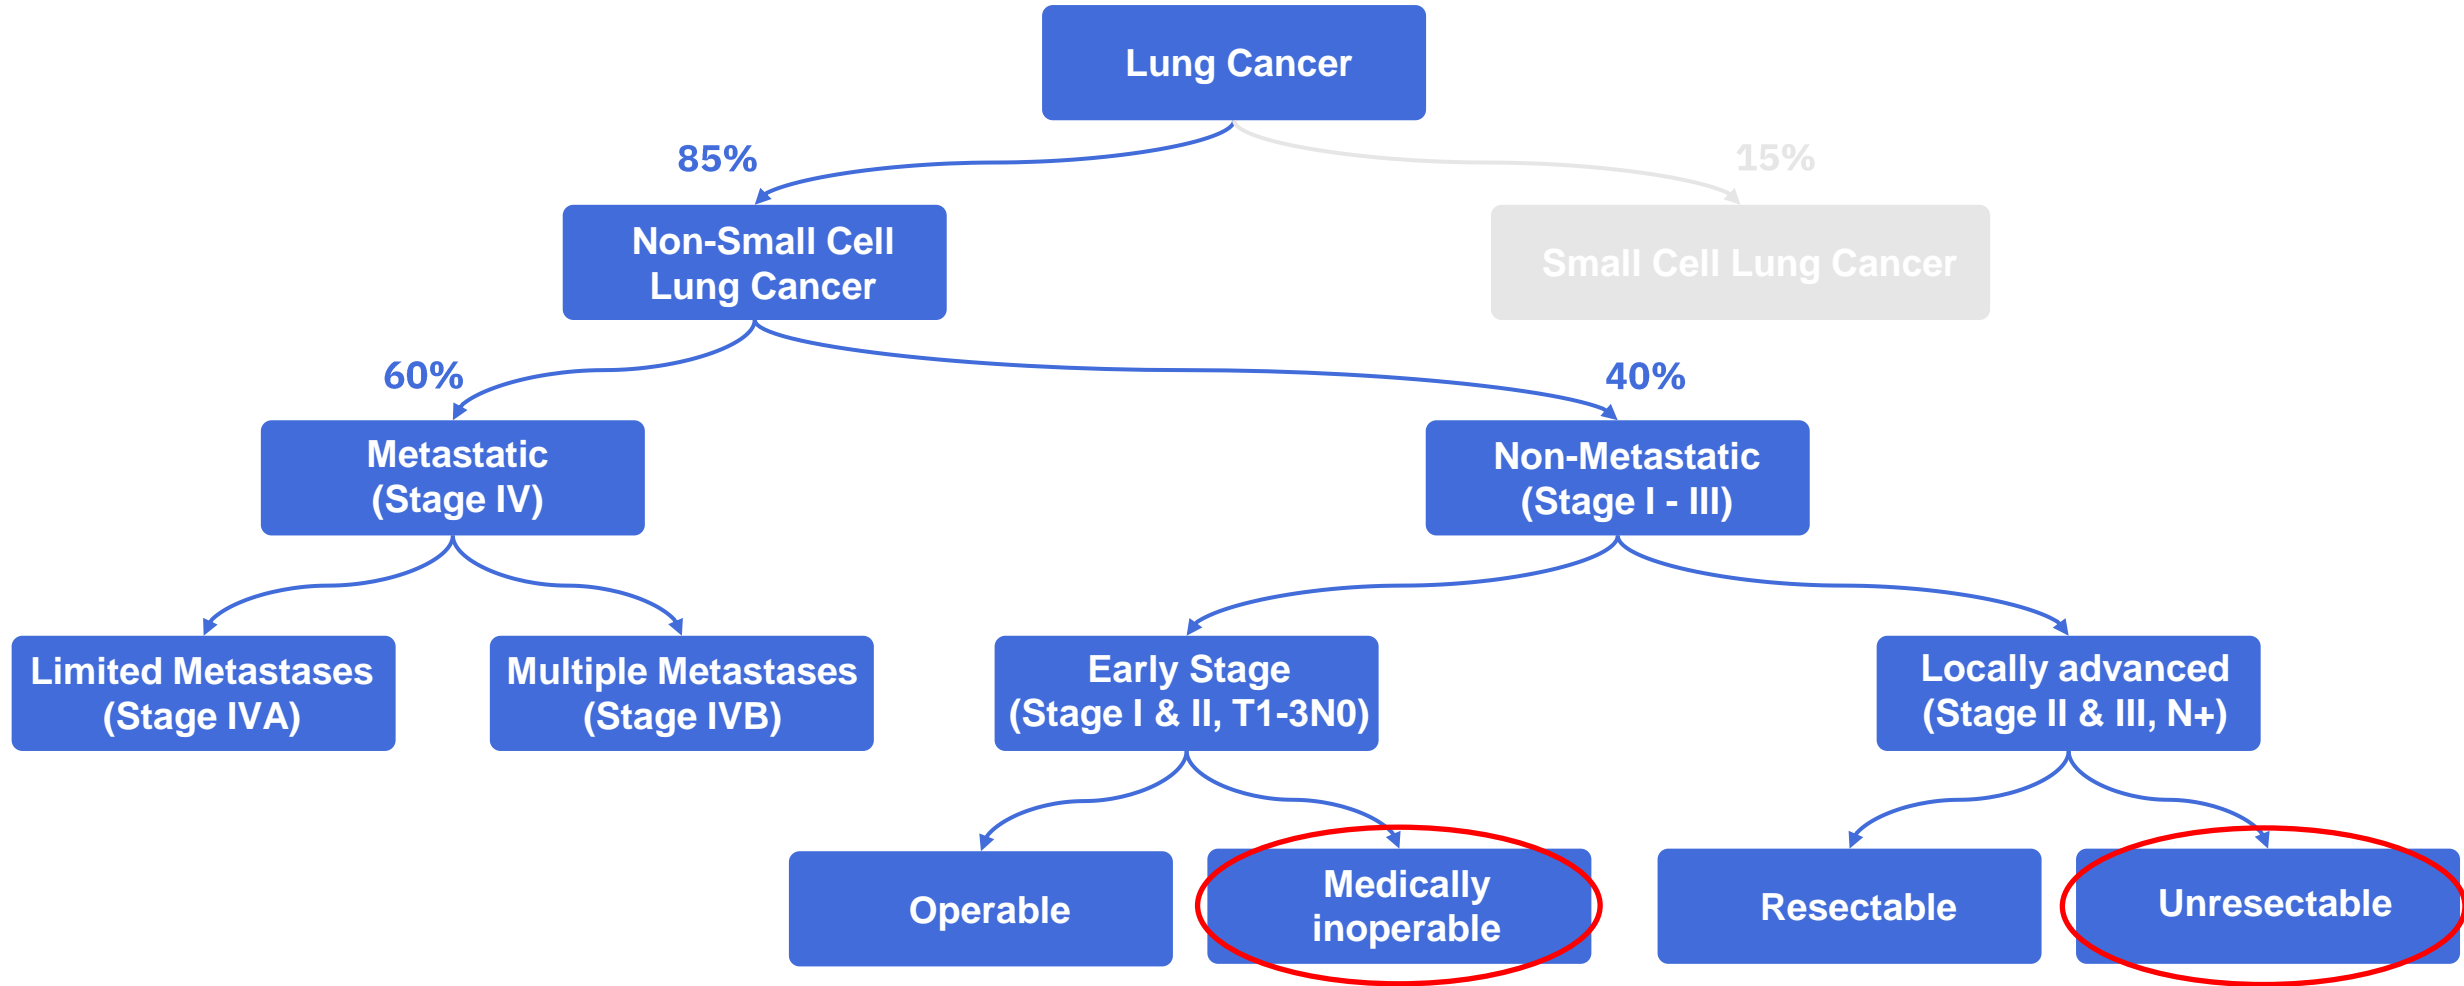 Lung Cancer
85%
15%
Non-Small Cell
Lung Cancer
Small Cell Lung Cancer
60%
40%
Metastatic
(Stage IV)
Non-Metastatic
(Stage I - III)
Limited Metastases
(Stage IVA)
Multiple Metastases
(Stage IVB)
Early Stage
(Stage I & II, T1-3N0)
Locally advanced
(Stage II & III, N+)
Operable
Medically
inoperable
Resectable
Unresectable